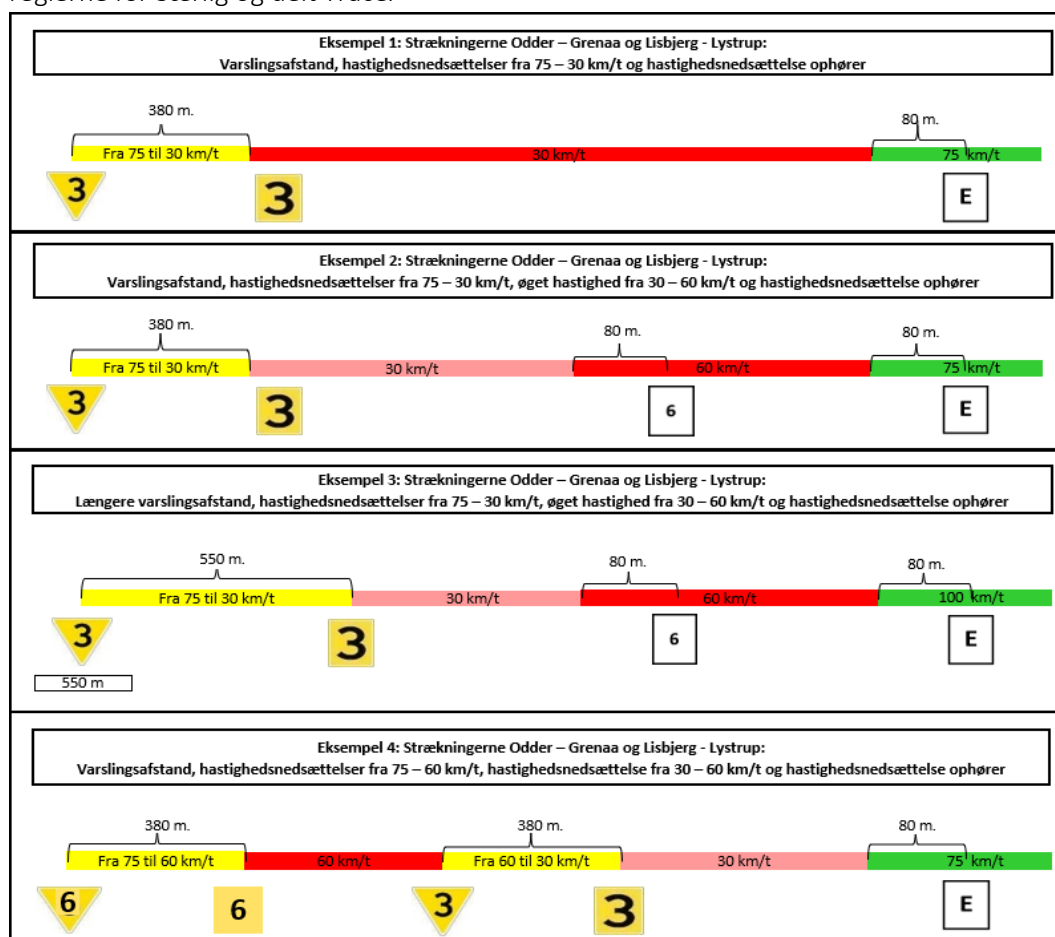 reglerne for
og delt
Eksempel 1: Strækningerne Odder – Grenaa og Lisbjerg - Lystrup:
Varslingsafstand, hastighedsnedsættelser fra 75 – 30 km/t og hastighedsnedsættelse ophører
380 m.
80 m.
Fra 75 til 30 km/t
30 km/t
75 km/t
3
3
E
Eksempel 2: Strækningerne Odder – Grenaa og Lisbjerg - Lystrup:
Varslingsafstand, hastighedsnedsættelser fra 75 – 30 km/t, øget hastighed fra 30 – 60 km/t og hastighedsnedsættelse ophører
380 m.
80 m.
80 m.
Fra 75 til 30 km/t
30 km/t
60 km/t
75 km/t
3
3
6
E
Eksempel 3: Strækningerne Odder – Grenaa og Lisbjerg - Lystrup:
Længere varslingsafstand, hastighedsnedsættelser fra 75 – 30 km/t, øget hastighed fra 30 – 60 km/t og hastighedsnedsættelse ophører
550 m.
80 m.
80 m.
Fra 75 til 30 km/t
30 km/t
60 km/t
100 km/t
3
3
6
E
550 m
Eksempel 4: Strækningerne Odder – Grenaa og Lisbjerg - Lystrup:
Varslingsafstand, hastighedsnedsættelser fra 75 – 60 km/t, hastighedsnedsættelse fra 30 – 60 km/t og hastighedsnedsættelse ophører
380 m.
380 m.
80 m.
Fra 75 til 60 km/t
60 km/t
Fra 60 til 30 km/t
30 km/t
75 km/t
6
6
3
3
E